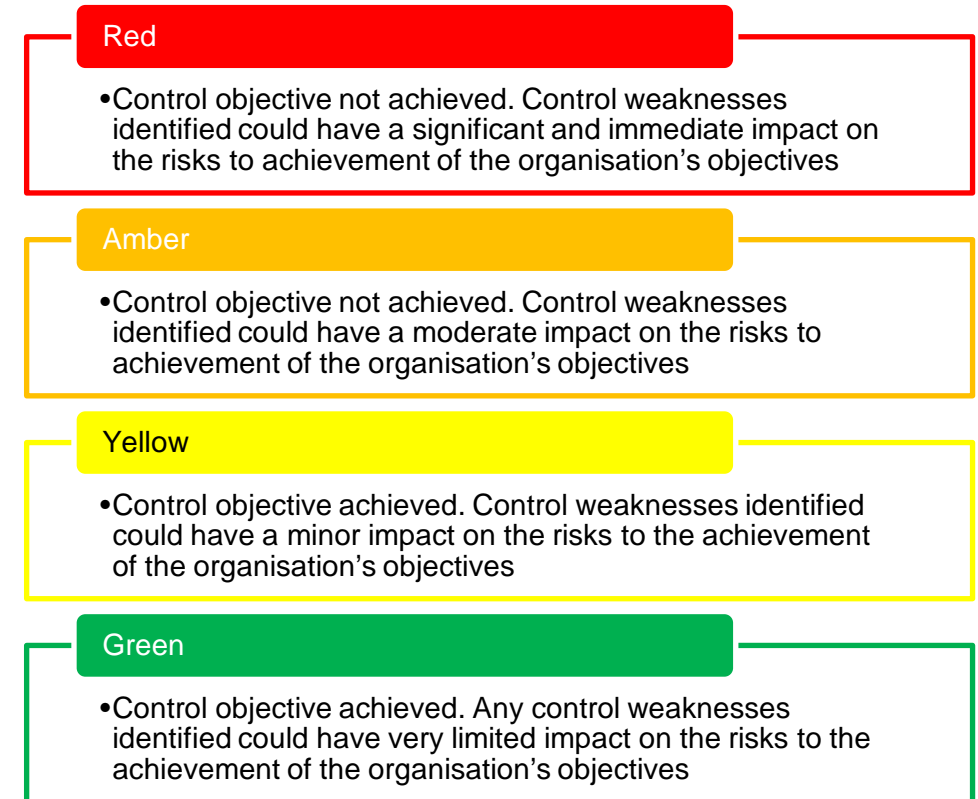 Red
•Control objective not achieved. Control weaknesses
identified could have a significant and immediate impact on
the risks to achievement of the organisation’s objectives
Amber
•Control objective not achieved. Control weaknesses
identified could have a moderate impact on the risks to
achievement of the organisation’s objectives
Yellow
•Control objective achieved. Control weaknesses identified
could have a minor impact on the risks to the achievement
of the organisation’s objectives
Green
•Control objective achieved. Any control weaknesses
identified could have very limited impact on the risks to the
achievement of the organisation’s objectives